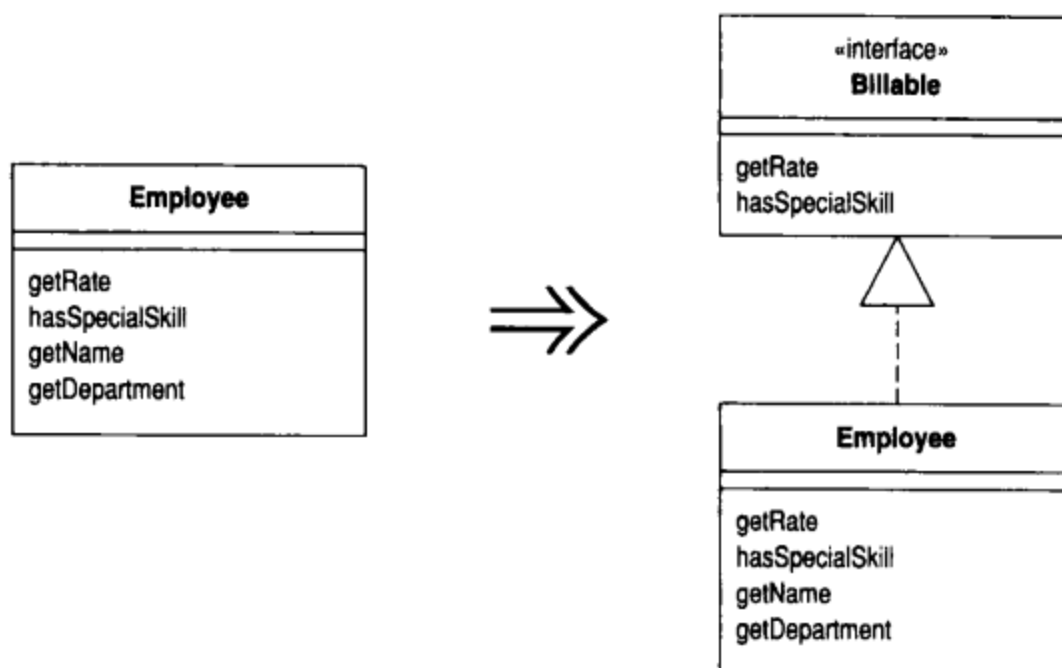 Employee
getRate
hasSpecialSkill
getName
getDepartment
«interface»
Billable
getRate
hasSpecialSkill
Employee
getRate
hasSpecialSkill
getName
getDepartment